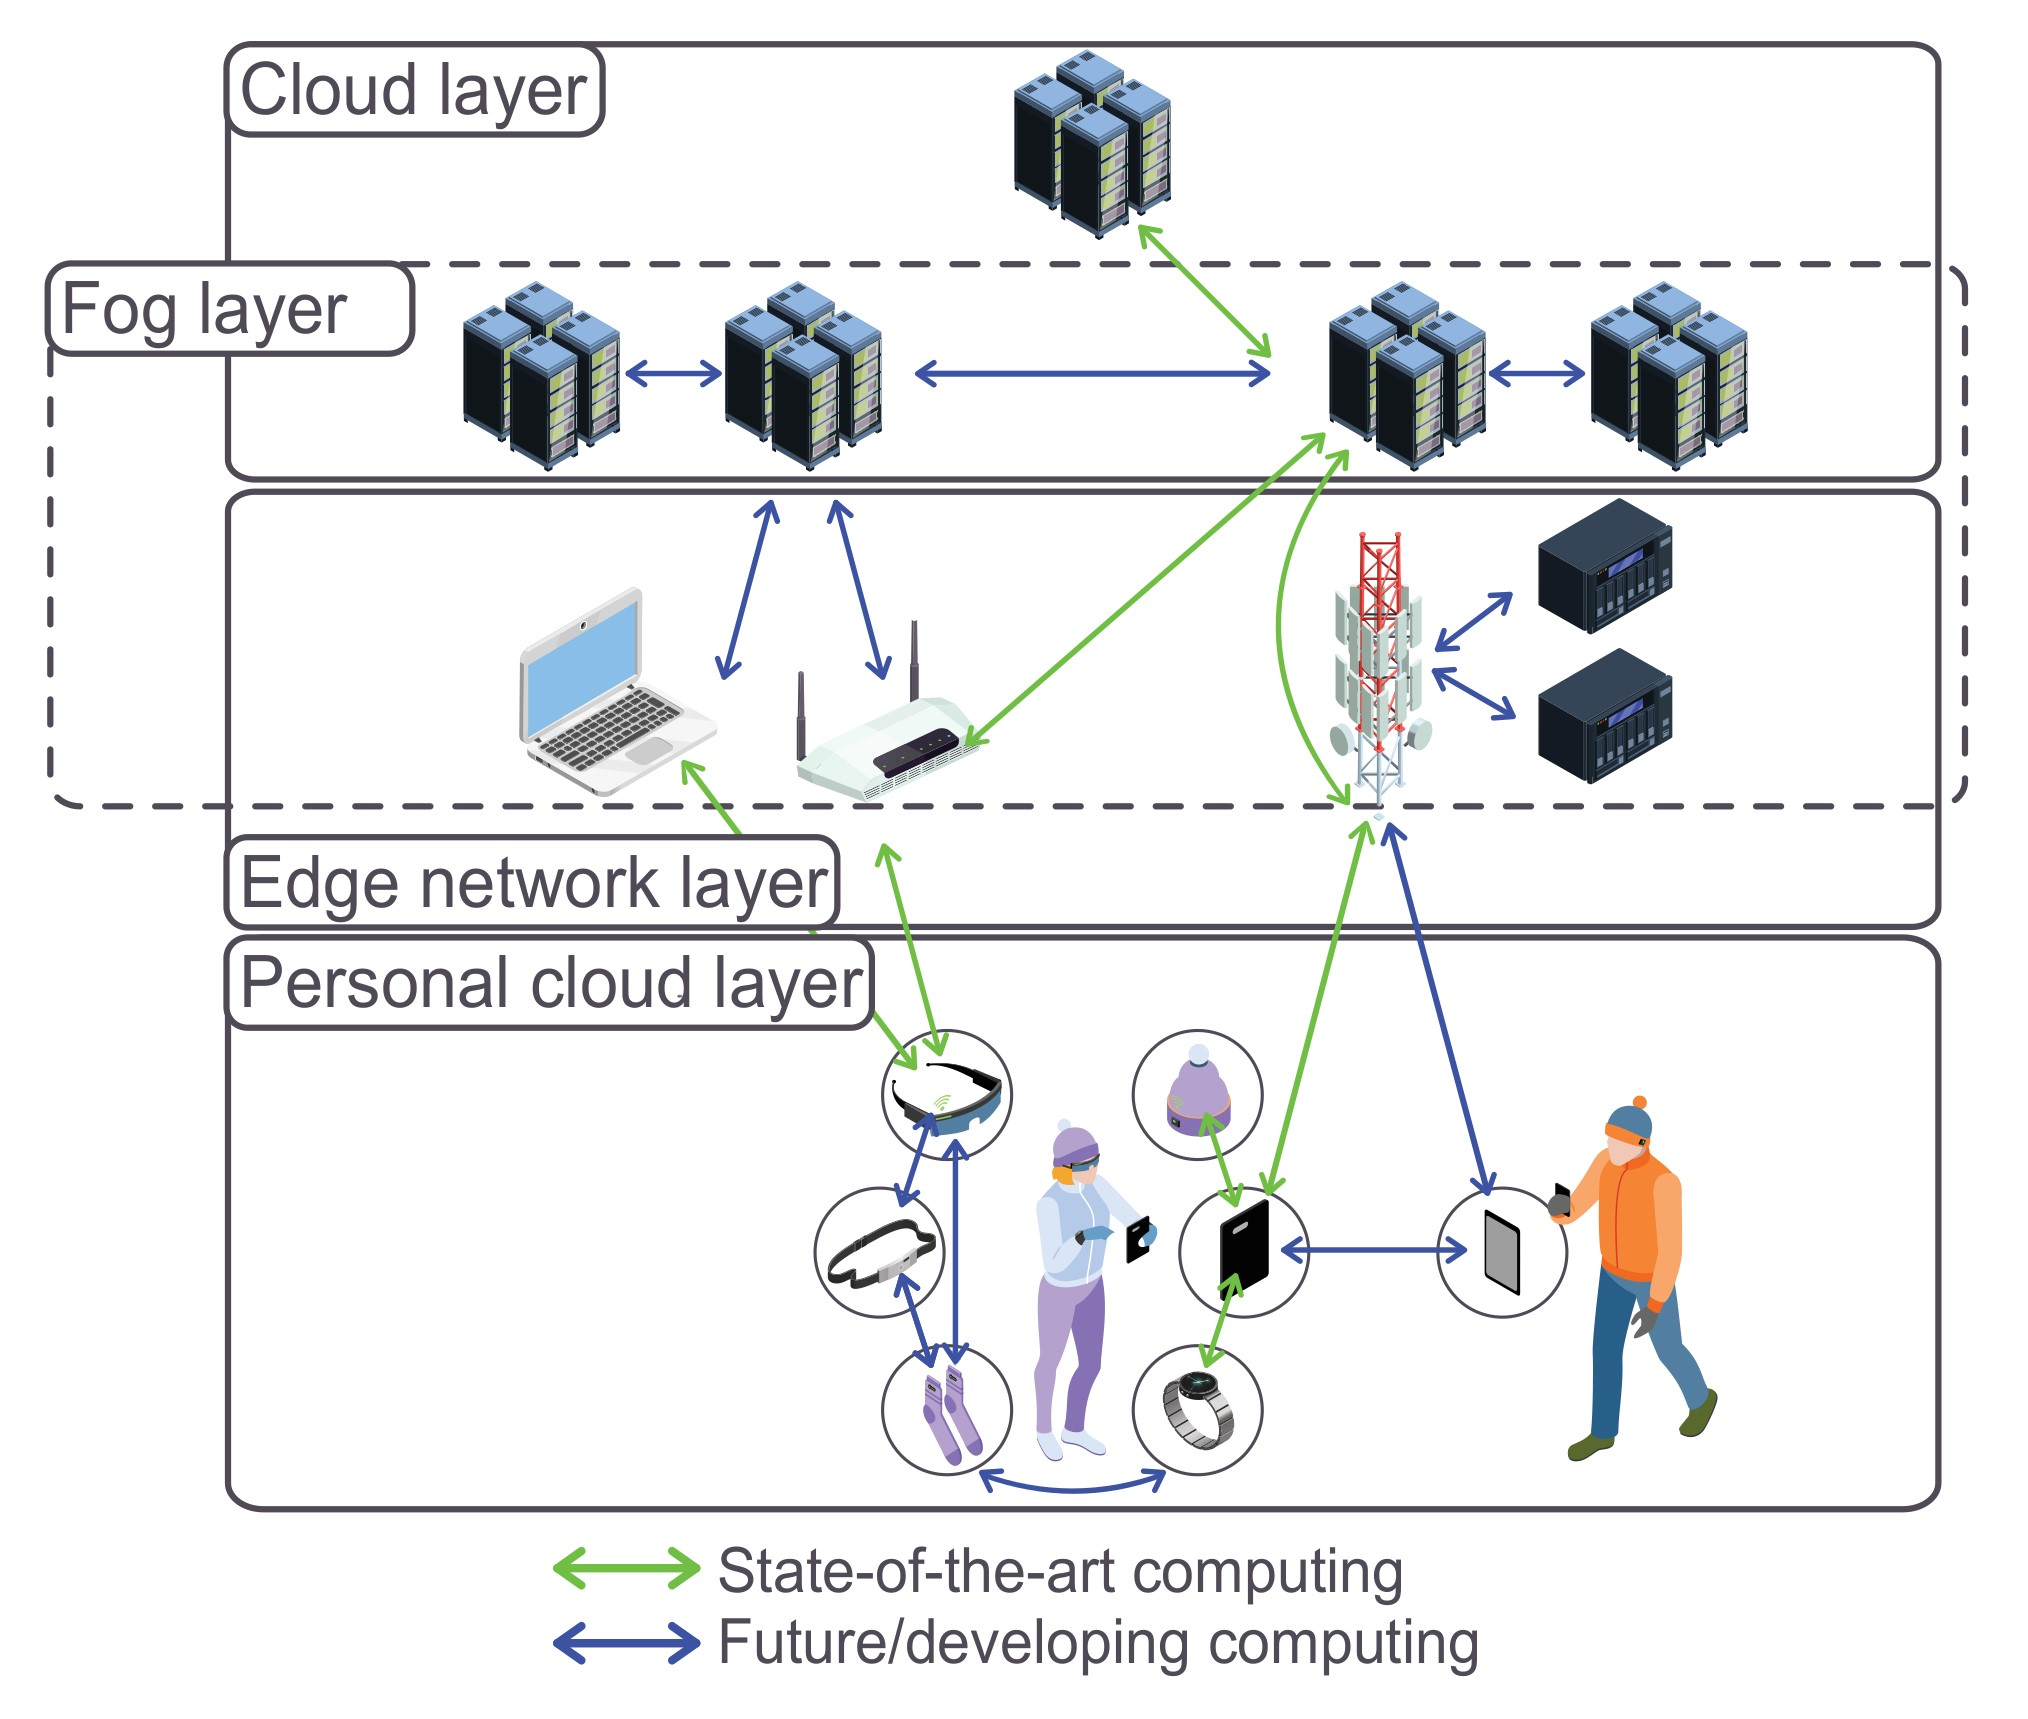 Cloud layer
Fog layer
Edge network layer
Personal cloud layer
State-of-the-art computing
Future/developing computing